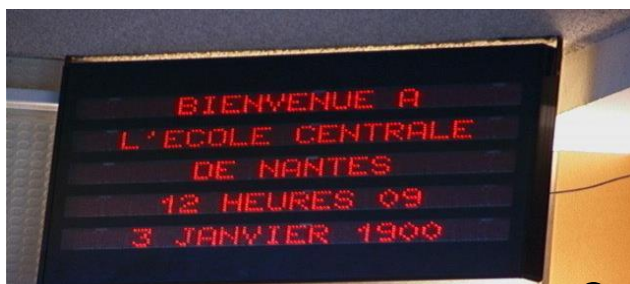 BIENVENUE A
L'ECOLE CENTRALE
DE NANTES
12 HEURES 09
3 JANVIER 1900